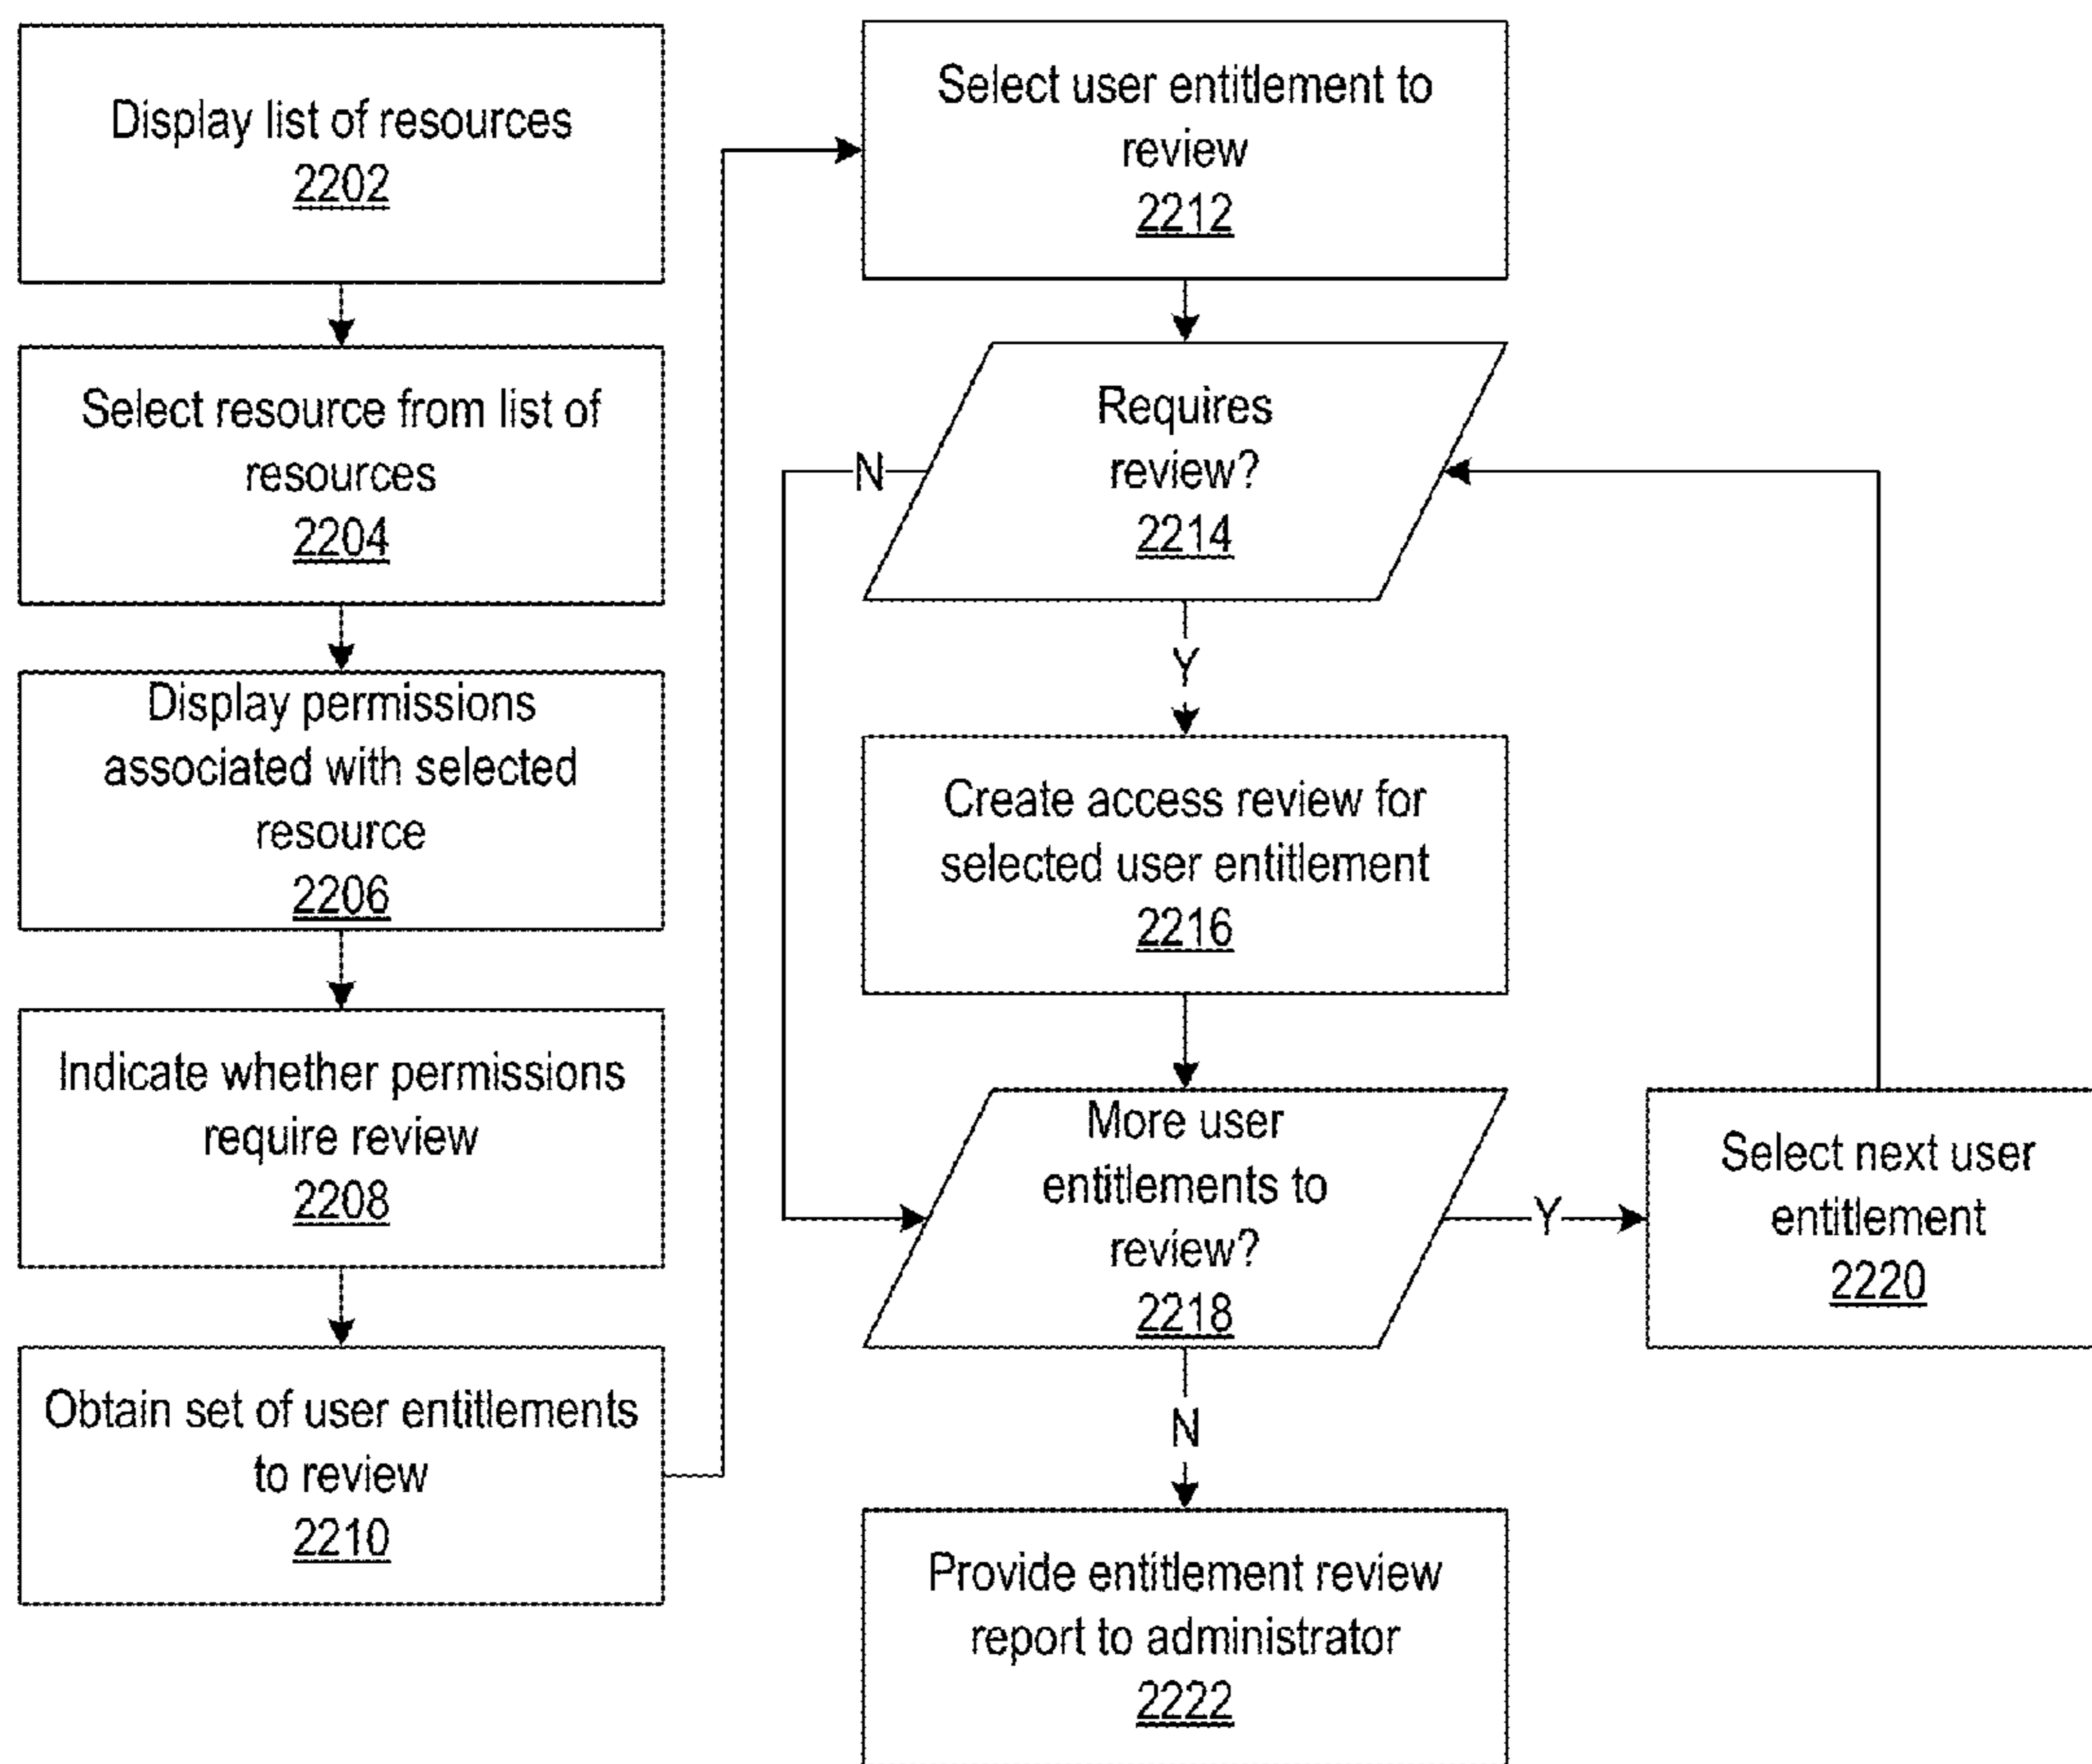 Display list of resources
2202
Select resource from list of
resources
2204
Display permissions
associated with selected
resource
2206
Indicate whether permissions
require review
2208
Obtain set of user entitlements
to review
2210
Select user entitlement to
review
2212
Requires
review?
2214
N
Y
Create access review for
selected user entitlement
2216
More user
entitlements to
review?
2218
Y
Select next user
entitlement
2220
N
Provide entitlement review
report to administrator
2222